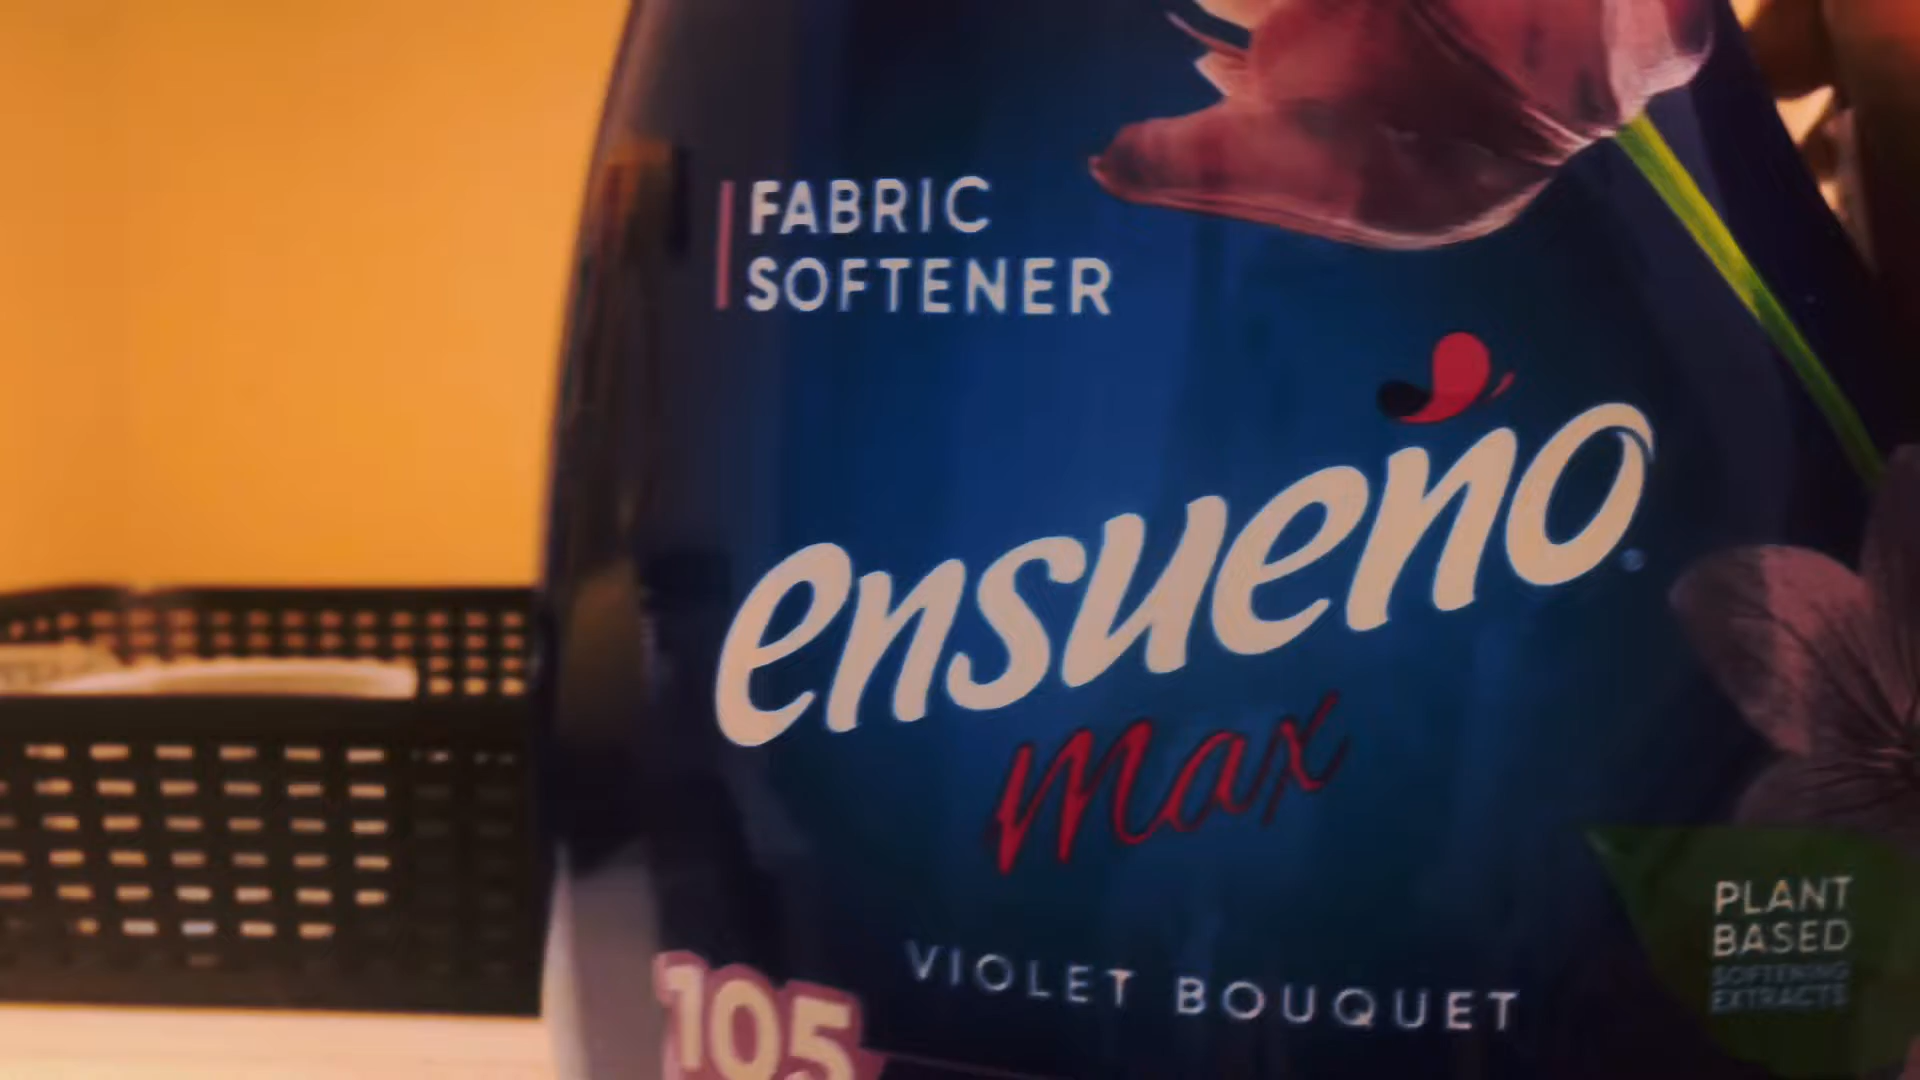 FABRIC
SOFTENER
ensueño
Max
VIOLET BOUQUET
PLANT
BASED
SOFTENING
EXTRACTS
105